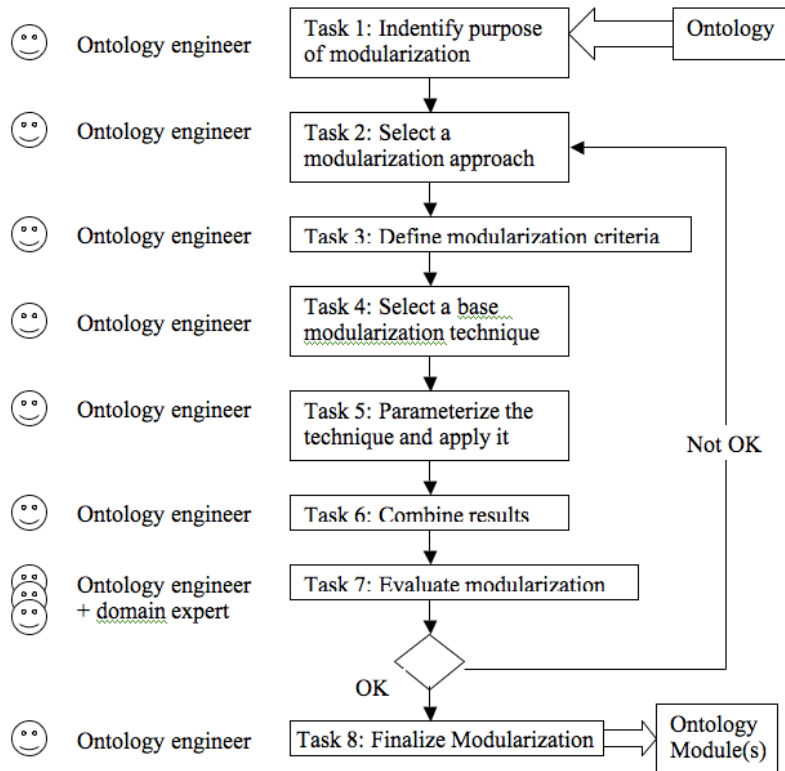 Ontology engineer
Task 1: Indentify purpose
of modularization
Ontology
Ontology engineer
Task 2: Select a
modularization approach
Ontology engineer
Task 3: Define modularization criteria
Ontology engineer
Task 4: Select a base
modularization technique
Ontology engineer
Task 5: Parameterize the
technique and apply it
Not OK
Ontology engineer
Task 6: Combine results
Ontology engineer
+ domain expert
Task 7: Evaluate modularization
OK
Ontology engineer
Task 8: Finalize Modularization
Ontology
Module(s)